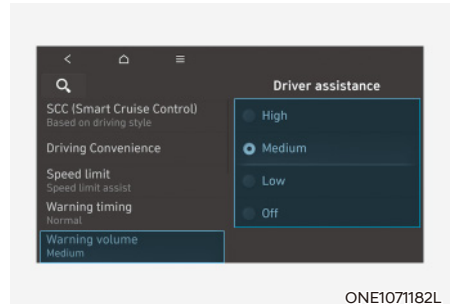 Driver assistance
SCC (Smart Cruise Control)
Based on driving style
Driving Convenience
Speed limit
Speed limit assist
Warning timing
Normal
Warning volume
Medium
High
Medium
Low
Off
ONE1071182L